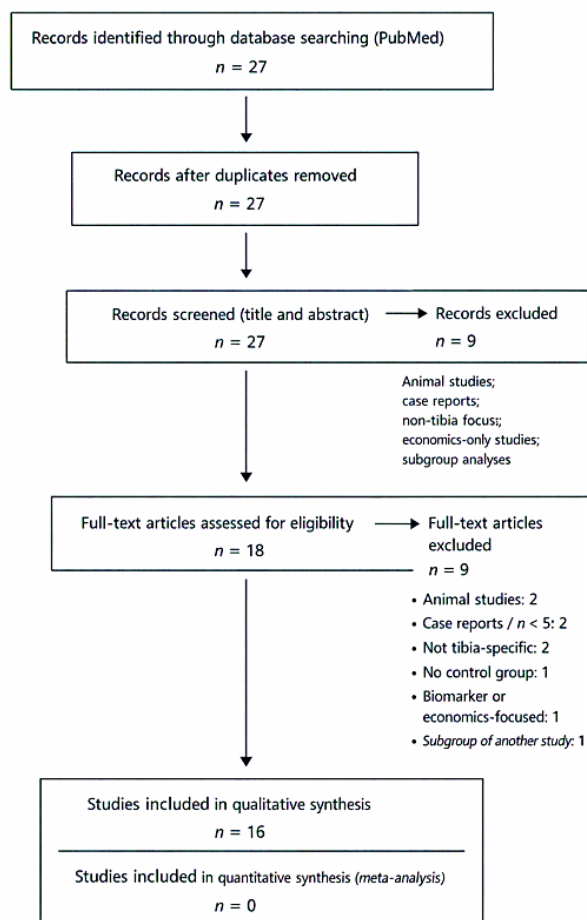 Records identified through database searching (PubMed)
n = 27
Records after duplicates removed
n = 27
Records screened (title and abstract)
n = 27
Records excluded
n = 9
Animal studies;
case reports;
non-tibia focus;
economics-only studies;
subgroup analyses
Full-text articles assessed for eligibility
n = 18
Full-text articles
excluded
n = 9
• Animal studies: 2
• Case reports / n < 5: 2
• Not tibia-specific: 2
• No control group: 1
• Biomarker or
economics-focused: 1
• Subgroup of another study: 1
Studies included in qualitative synthesis
n = 16
Studies included in quantitative synthesis (meta-analysis)
n = 0